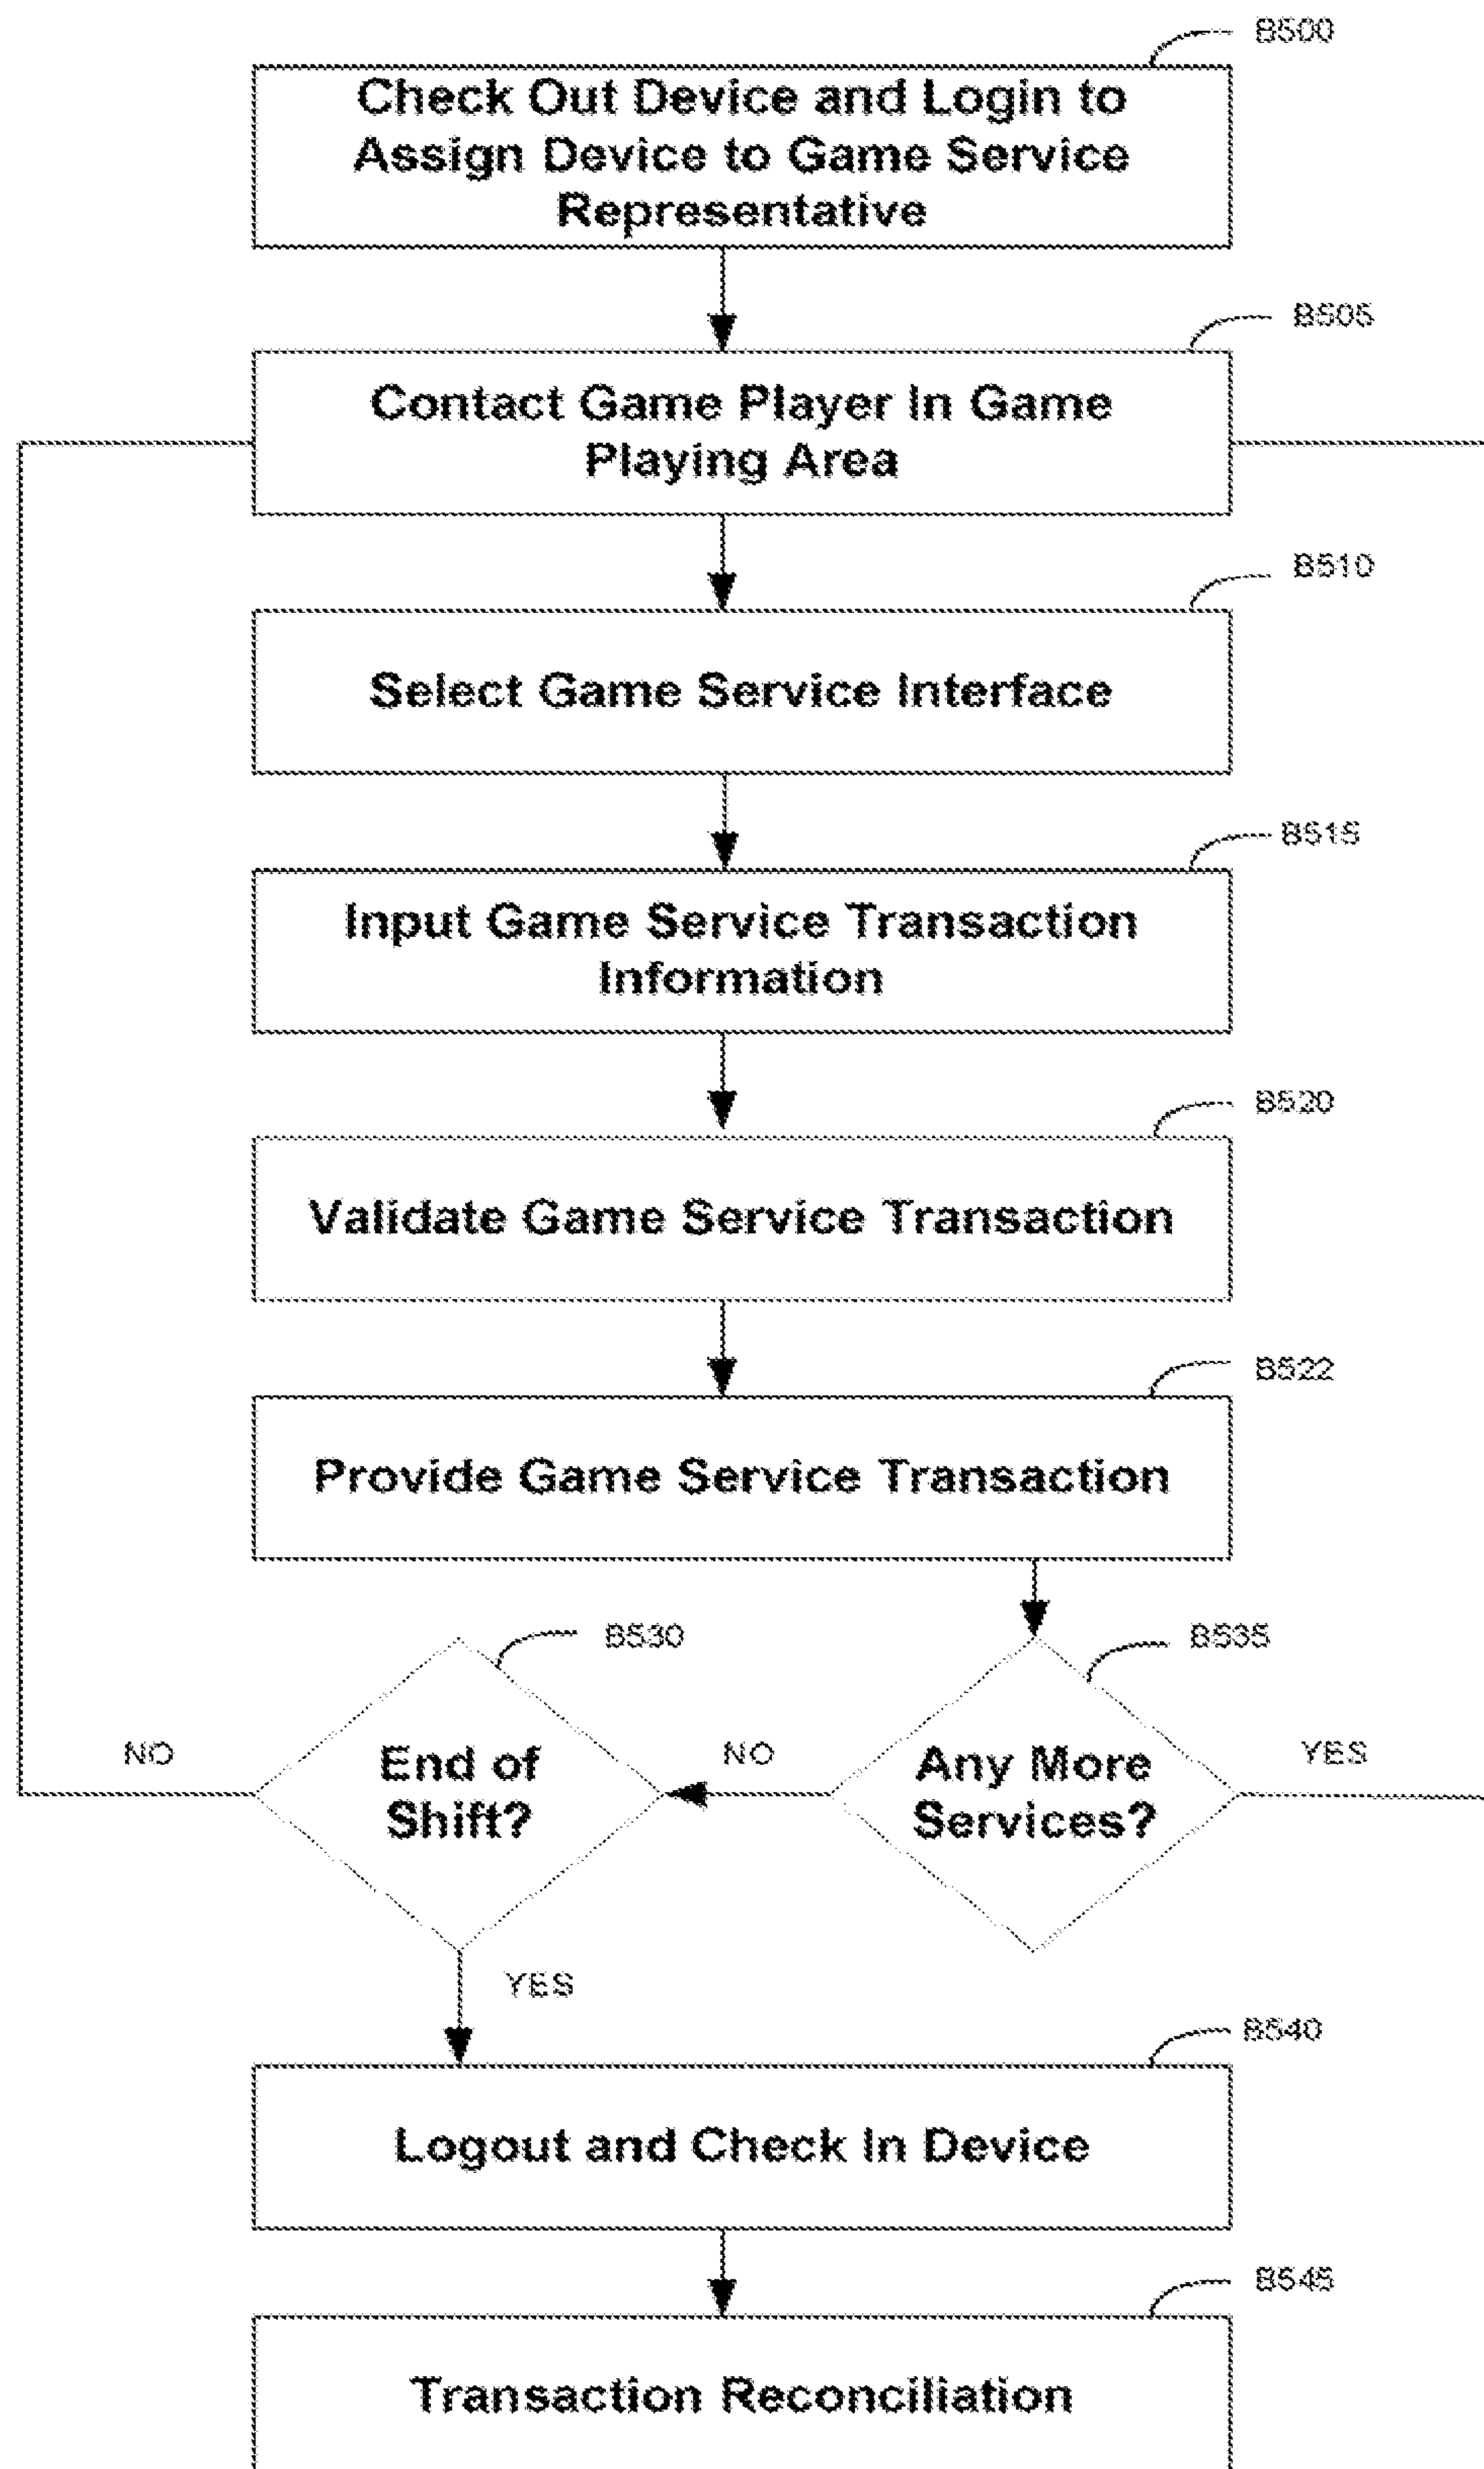 B500
Check Out Device and Login to
Assign Device to Game Service
Representative
B505
Contact Game Player In Game
Playing Area
B510
Select Game Service Interface
B515
Input Game Service Transaction
Information
B520
Validate Game Service Transaction
B522
Provide Game Service Transaction
B530
B535
NO
End of
Shift?
NO
Any More
Services?
YES
YES
B540
Logout and Check In Device
B545
Transaction Reconciliation